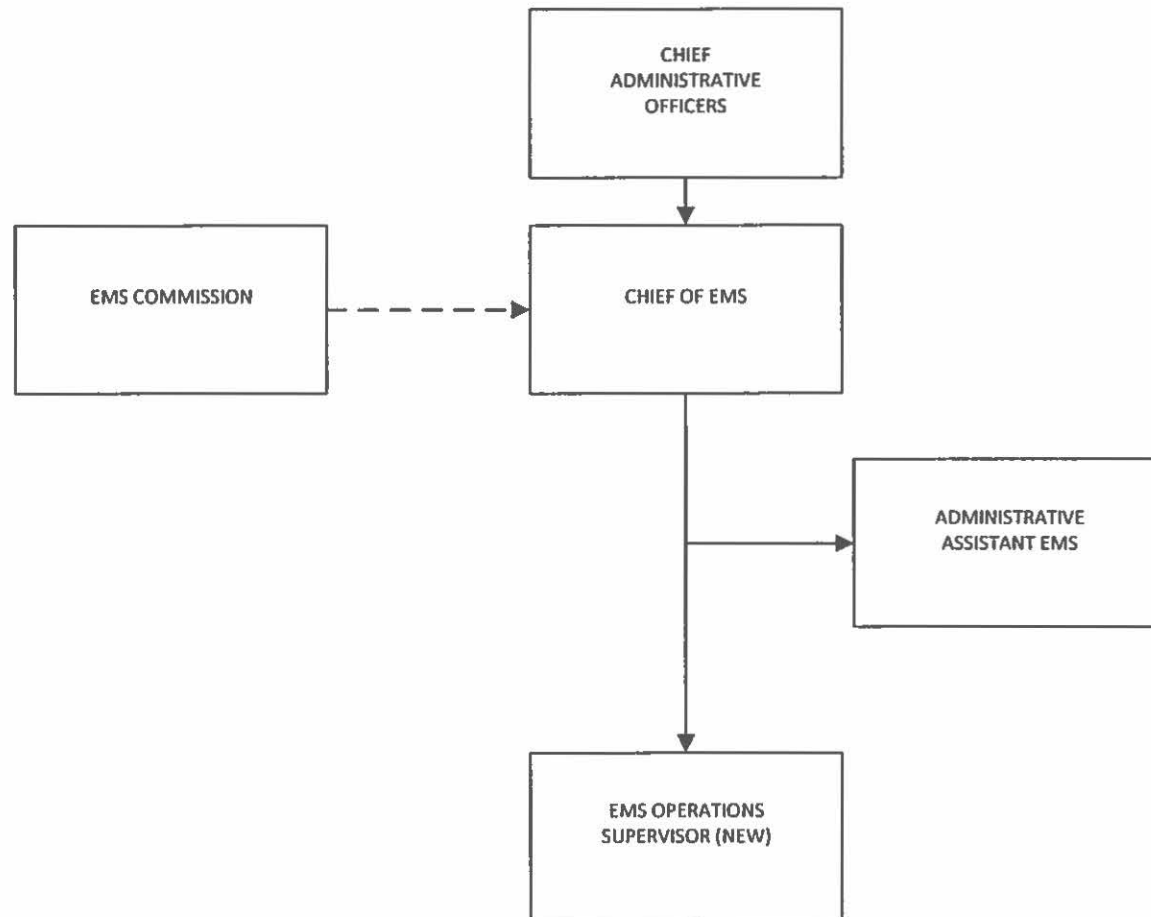 CHIEF
ADMINISTRATIVE
OFFICERS
EMS COMMISSION
CHIEF OF EMS
ADMINISTRATIVE
ASSISTANT EMS
EMS OPERATIONS
SUPERVISOR (NEW)